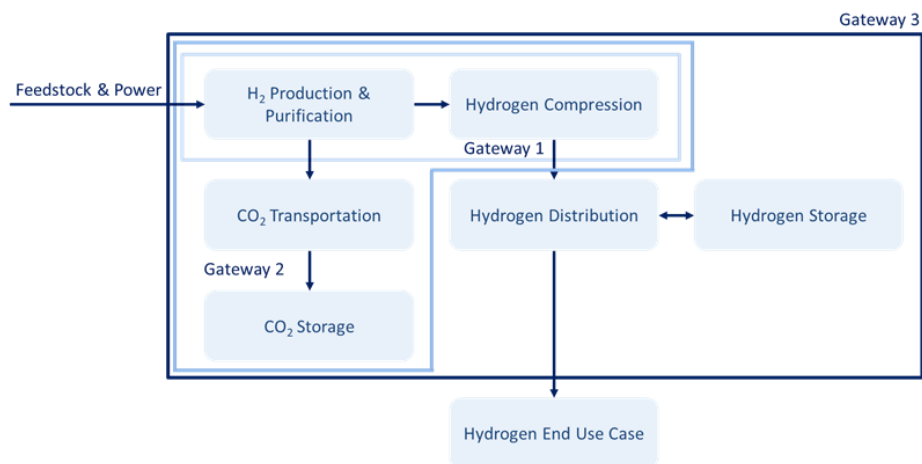 Gateway 3
Feedstock & Power
H₂ Production &
Purification
Hydrogen Compression
Gateway 1
CO₂ Transportation
Hydrogen Distribution
Hydrogen Storage
Gateway 2
CO₂ Storage
Hydrogen End Use Case